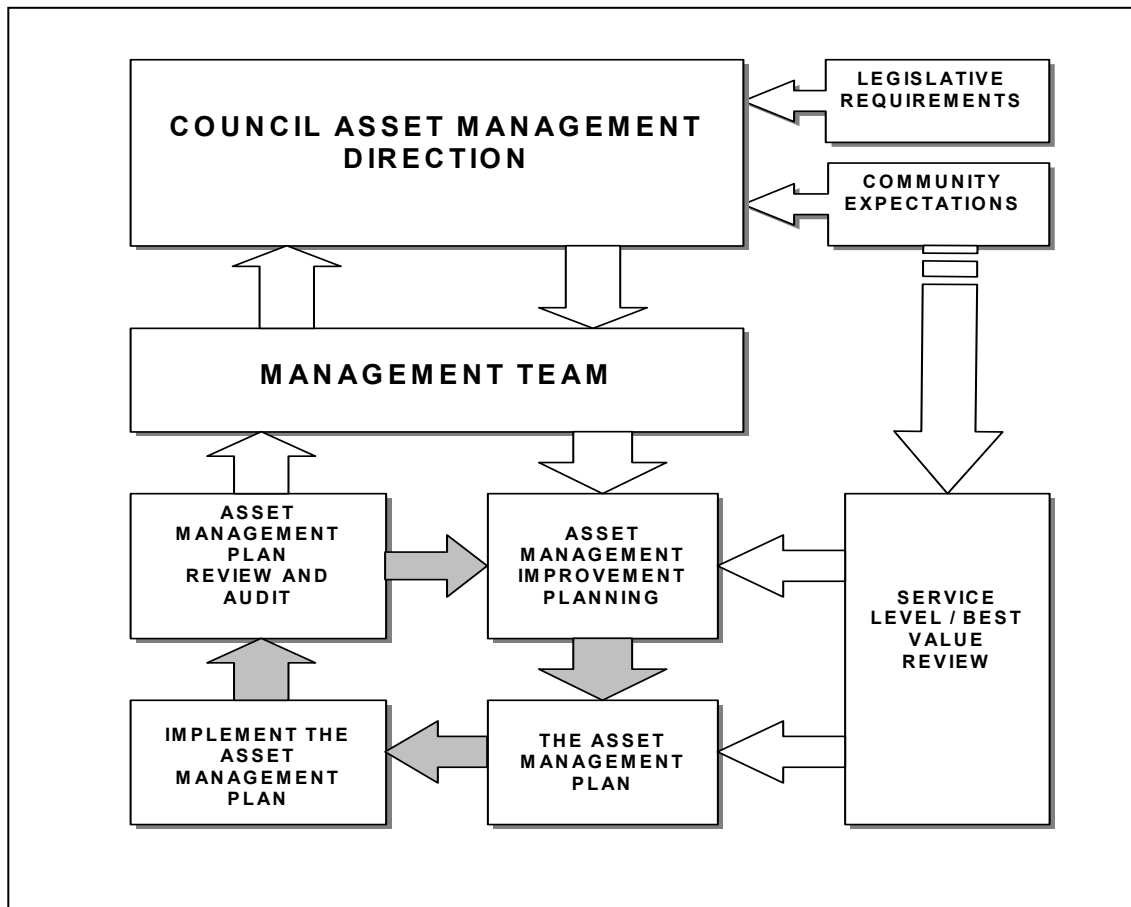 COUNCIL ASSET MANAGEMENT
DIRECTION
LEGISLATIVE
REQUIREMENTS
COMMUNITY
EXPECTATIONS
MANAGEMENT TEAM
ASSET
MANAGEMENT
PLAN
REVIEW AND
AUDIT
ASSET
MANAGEMENT
IMPROVEMENT
PLANNING
SERVICE
LEVEL / BEST
VALUE
REVIEW
IMPLEMENT THE
ASSET
MANAGEMENT
PLAN
THE ASSET
MANAGEMENT
PLAN